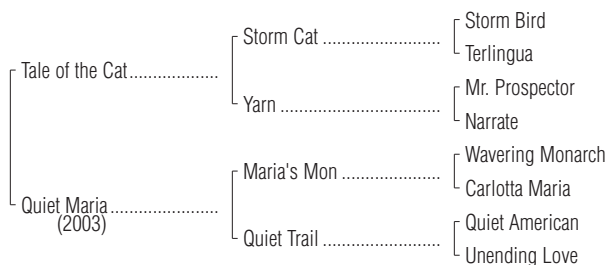 Storm Bird
Storm Cat ..............................
Terlingua
Tale of the Cat...................
Mr. Prospector
Yarn .........................................
Narrate
Wavering Monarch
Maria's Mon .........................
Carlotta Maria
Quiet Maria.......................
(2003)
Quiet American
Quiet Trail ...............................
Unending Love